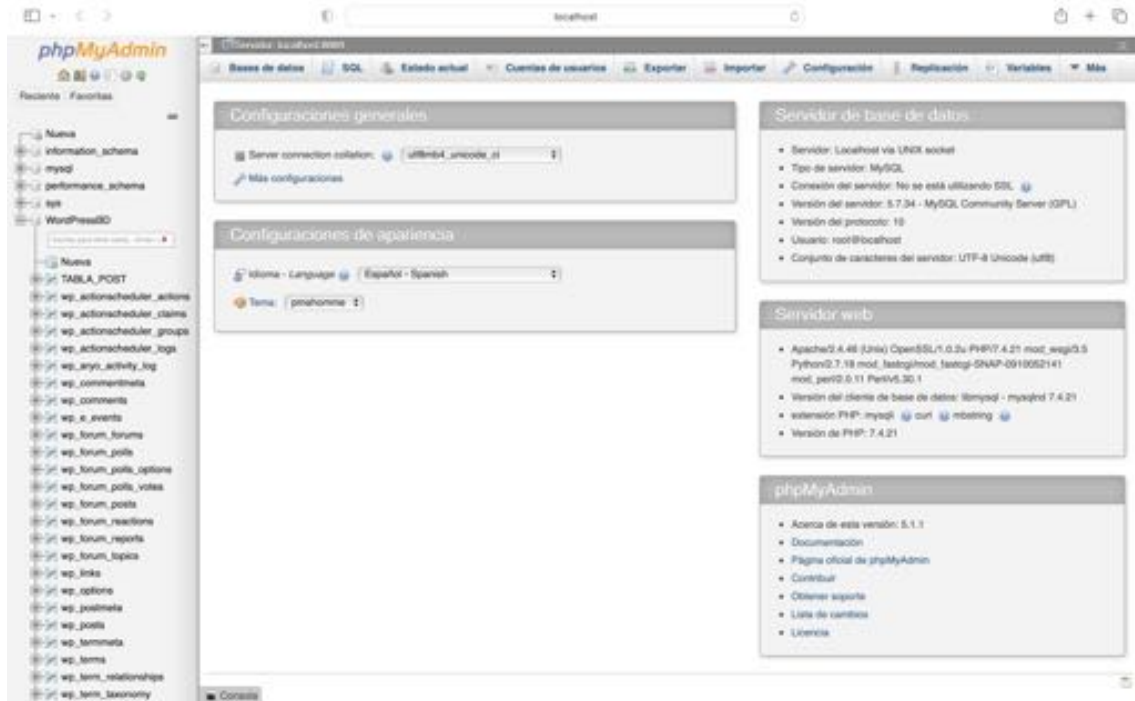 localhost
phpMyAdmin
Reciente Favoritas
Nueva
information_schema
mysql
performance_schema
sys
WordPressBD
Nueva
TABLA_POST
wp_actionscheduler_actions
wp_actionscheduler_claims
wp_actionscheduler_groups
wp_actionscheduler_logs
wp_aryo_activity_log
wp_commentmeta
wp_comments
wp_e_events
wp_forum_forums
wp_forum_polls
wp_forum_polls_options
wp_forum_polls_votes
wp_forum_posts
wp_forum_reactions
wp_forum_reports
wp_forum_topics
wp_links
wp_options
wp_postmeta
wp_posts
wp_termmeta
wp_terms
wp_term_relationships
wp_term_taxonomy
Servidor: localhost:8889
Bases de datos SQL Estado actual Cuentas de usuarios Exportar Importar Configuración Replicación Variables Más
Configuraciones generales
Server connection collation: utf8mb4_unicode_ci
Más configuraciones
Configuraciones de apariencia
Idioma - Language Español - Spanish
Tema: pmahomme
Servidor de base de datos
Servidor: Localhost via UNIX socket
Tipo de servidor: MySQL
Conexión del servidor: No se está utilizando SSL
Versión del servidor: 5.7.34 - MySQL Community Server (GPL)
Versión del protocolo: 10
Usuario: root@localhost
Conjunto de caracteres del servidor: UTF-8 Unicode (utf8)
Servidor web
Apache/2.4.46 (Unix) OpenSSL/1.0.2u PHP/7.4.21 mod_wsgi/3.5
Python/2.7.18 mod_fastcgi/mod_fastcgi-SNAP-0910052141
mod_perl/2.0.11 Perl/v5.30.1
Versión del cliente de base de datos: libmysql - mysqlnd 7.4.21
extensión PHP: mysqli curl mbstring
Versión de PHP: 7.4.21
phpMyAdmin
Acerca de esta versión: 5.1.1
Documentación
Página oficial de phpMyAdmin
Contribuir
Obtener soporte
Lista de cambios
Licencia
Consola